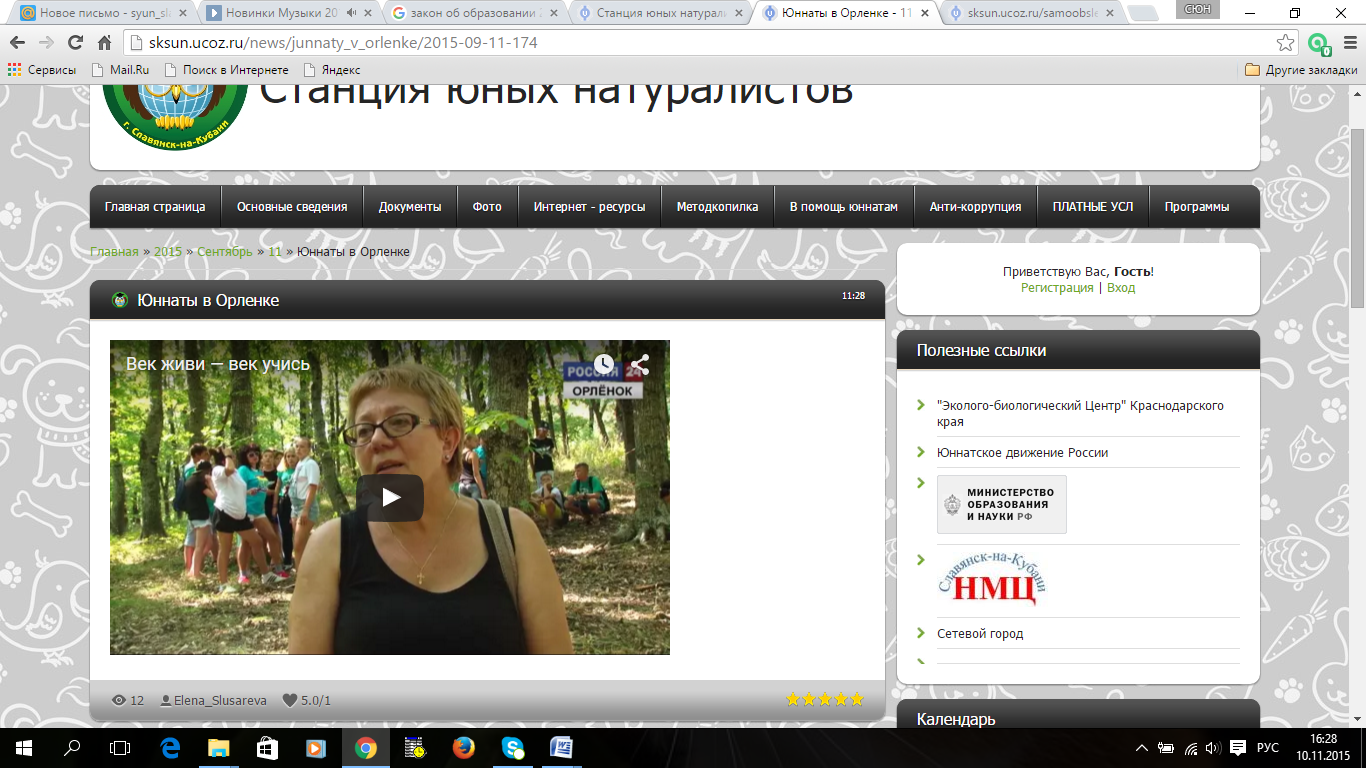 Новое письмо - syun_sl
Новинки Музыки 20
закон об образовании 2
Станция юных натурали
Юннаты в Орленке - 11
sksun.ucoz.ru/samoobsle
СЮН
sksun.ucoz.ru/news/junnaty_v_orlenke/2015-09-11-174
0
Сервисы
Mail.Ru
Поиск в Интернете
Яндекс
Другие закладки
Станция юных натуралистов
г. Славянск-на-Кубани
Главная страница
Основные сведения
Документы
Фото
Интернет - ресурсы
Методкопилка
В помощь юннатам
Анти-коррупция
ПЛАТНЫЕ УСЛ
Программы
Главная » 2015 » Сентябрь » 11 » Юннаты в Орленке
Юннаты в Орленке
11:28
Век живи — век учись
РОССИЯ 24
ОРЛЁНОК
12
Elena_Slusareva
5.0/1
Приветствую Вас, Гость!
Регистрация | Вход
Полезные ссылки
"Эколого-биологический Центр" Краснодарского
края
Юннатское движение России
МИНИСТЕРСТВО
ОБРАЗОВАНИЯ
И НАУКИ РФ
Славянск-на-Кубани
НМЦ
Сетевой город
Календарь
РУС
16:28
10.11.2015